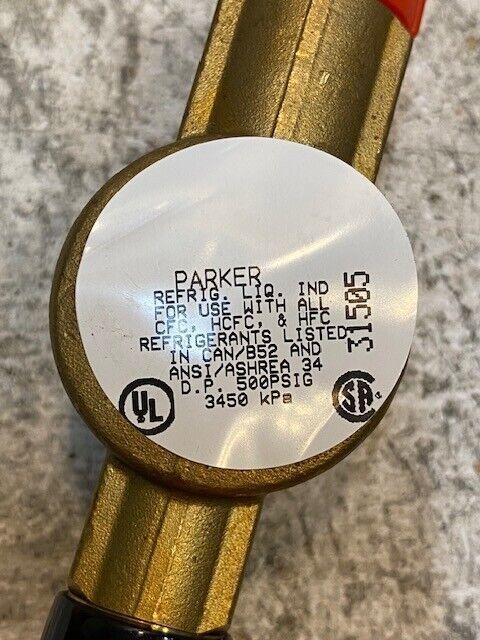 PARKER
REFRIG. LIQ. IND
FOR USE WITH ALL
CFC, HCFC, & HFC
REFRIGERANTS LISTED
IN CAN/B52 AND
ANSI/ASHREA 34
D.P. 500PSIG
3450 kPa
31505
UL
SA